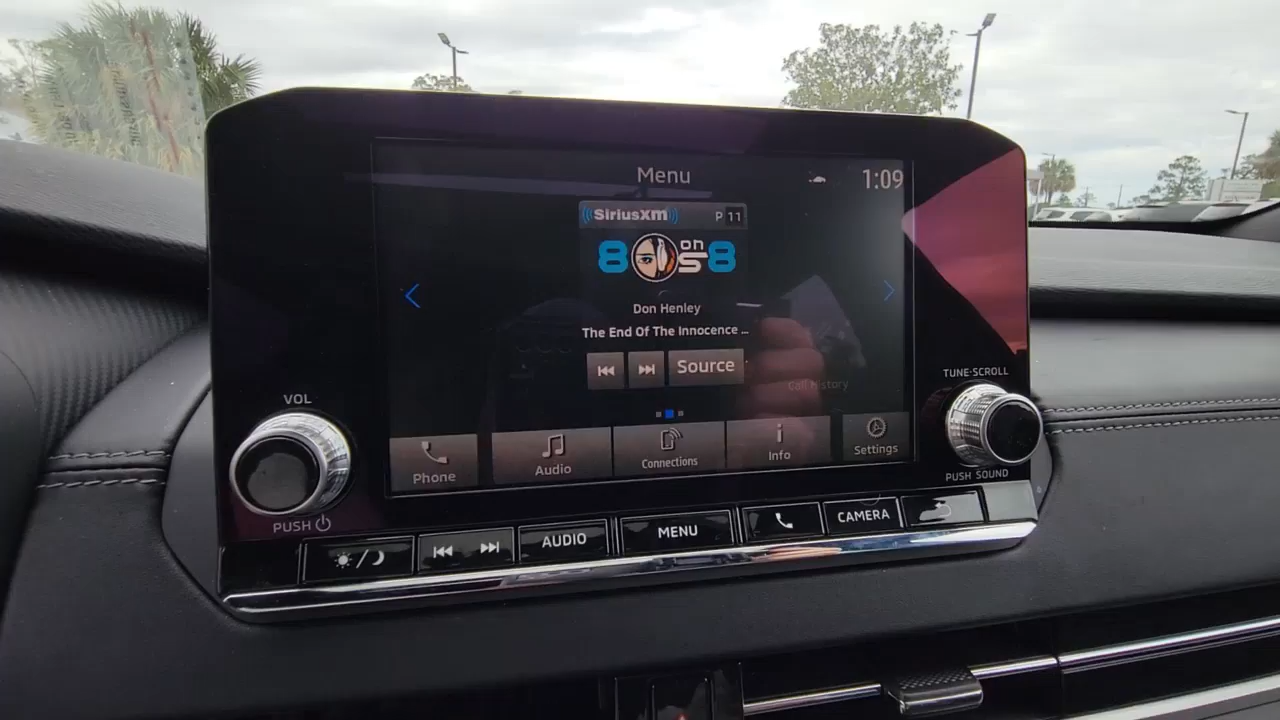 Menu
1:09
SiriusXM
P 11
80s on 8
Don Henley
The End Of The Innocence ...
Source
Call History
Phone
Audio
Connections
Info
Settings
VOL
PUSH
TUNE·SCROLL
PUSH SOUND
AUDIO
MENU
CAMERA